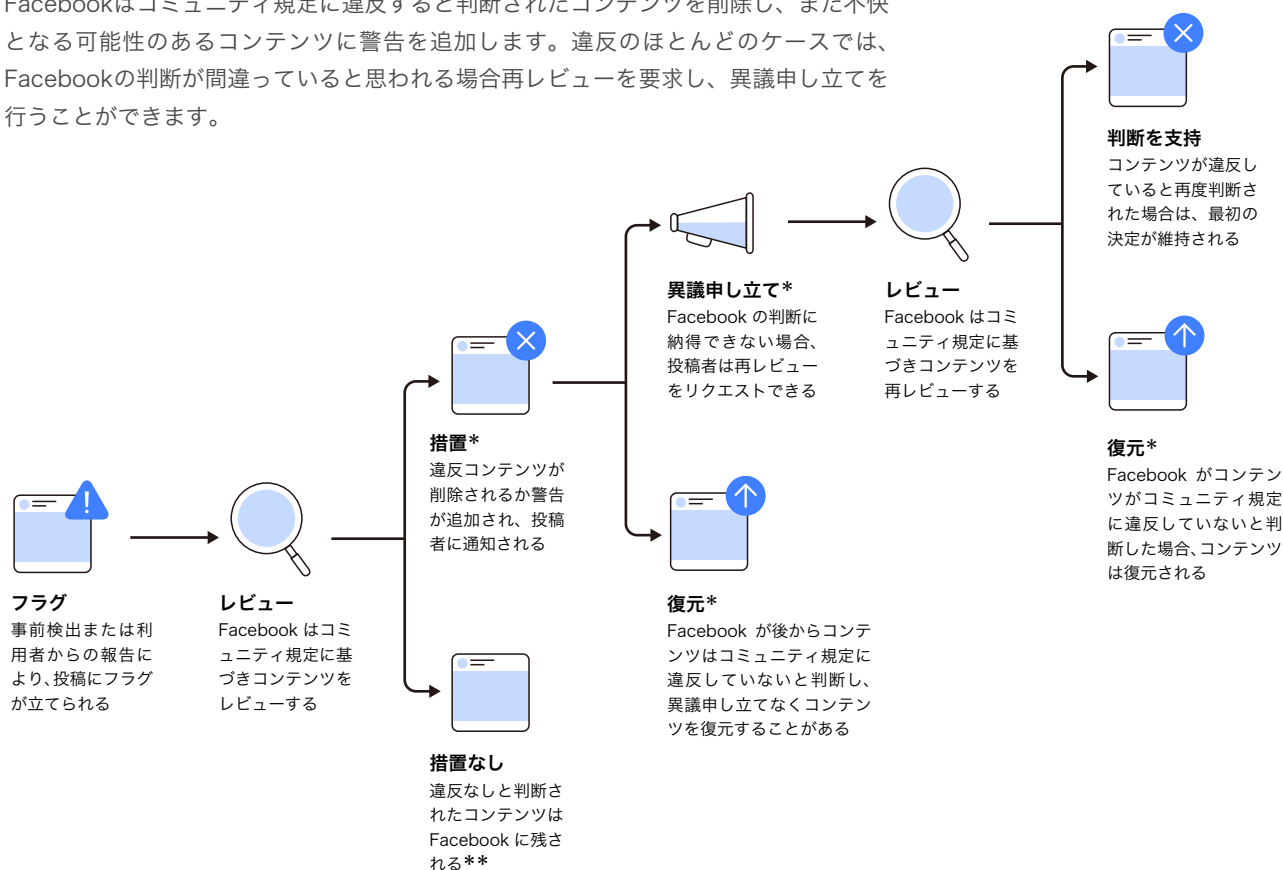 Facebookはコミュニティ規定に違反すると判断されたコンテンツを削除し、また不快
となる可能性のあるコンテンツに警告を追加します。違反のほとんどのケースでは、
Facebookの判断が間違っていると思われる場合再レビューを要求し、異議申し立てを
行うことができます。
フラグ
事前検出または利
用者からの報告に
より、投稿にフラグ
が立てられる
レビュー
Facebook はコミ
ュニティ規定に基
づきコンテンツを
レビューする
措置*
違反コンテンツが
削除されるか警告
が追加され、投稿
者に通知される
措置なし
違反なしと判断さ
れたコンテンツは
Facebook に残さ
れる**
異議申し立て*
Facebook の判断に
納得できない場合、
投稿者は再レビュー
をリクエストできる
復元*
Facebook が後からコンテ
ンツはコミュニティ規定に
違反していないと判断し、
異議申し立てなくコンテン
ツを復元することがある
レビュー
Facebook はコミ
ュニティ規定に基
づきコンテンツを
再レビューする
判断を支持
コンテンツが違反し
ていると再度判断さ
れた場合は、最初の
決定が維持される
復元*
Facebook がコンテン
ツがコミュニティ規定
に違反していないと判
断した場合、コンテンツ
は復元される